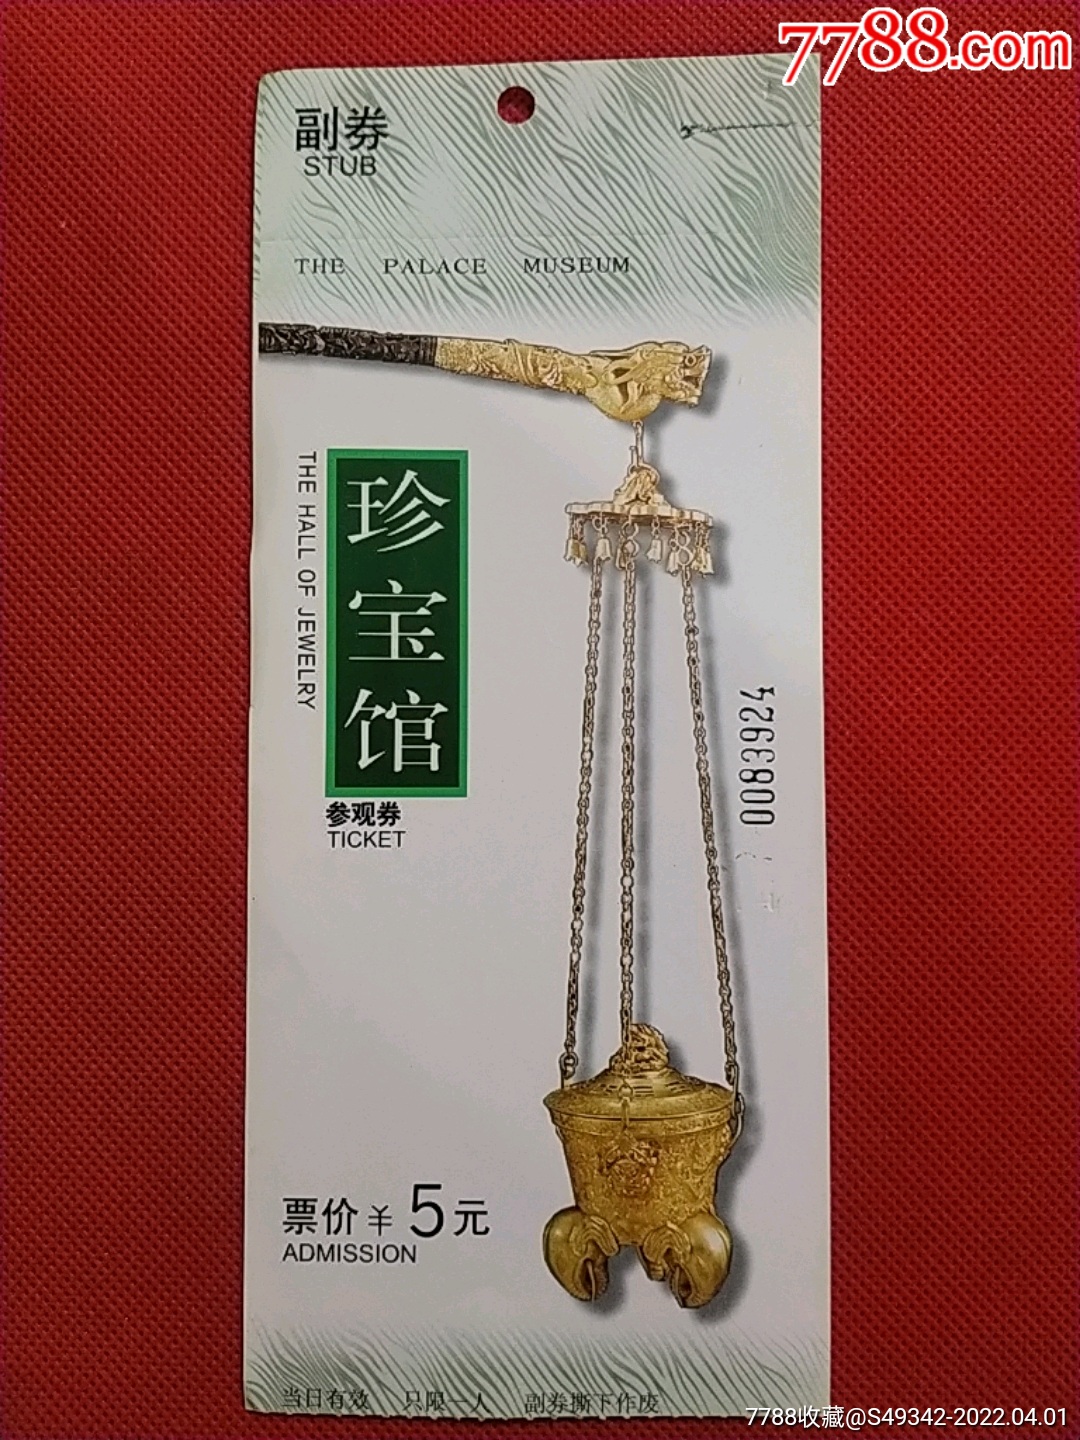 7788.com
副券
STUB
THE PALACE MUSEUM
珍宝馆
THE HALL OF JEWELRY
参观券
TICKET
0083924
票价￥5元
ADMISSION
当日有效 只限一人 副券撕下作废
7788收藏@S49342-2022.04.01